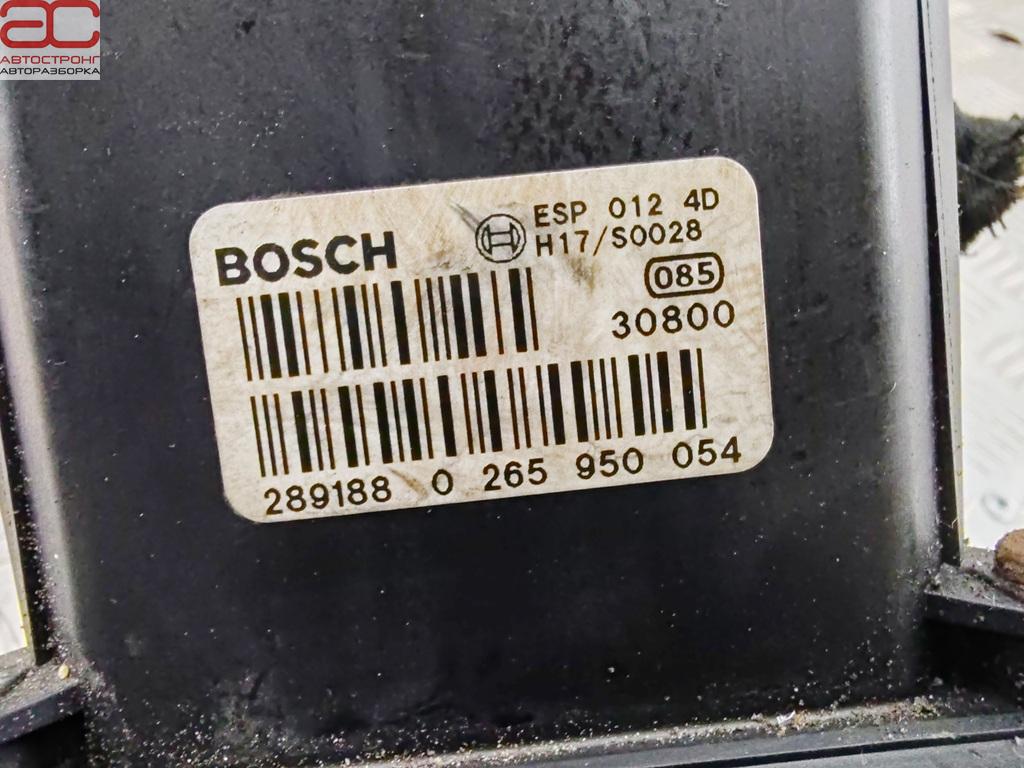 АС
АВТОСТРОНГ
АВТОРАЗБОРКА
BOSCH
ESP 012 4D
H17/S0028
085
30800
289188 0 265 950 054